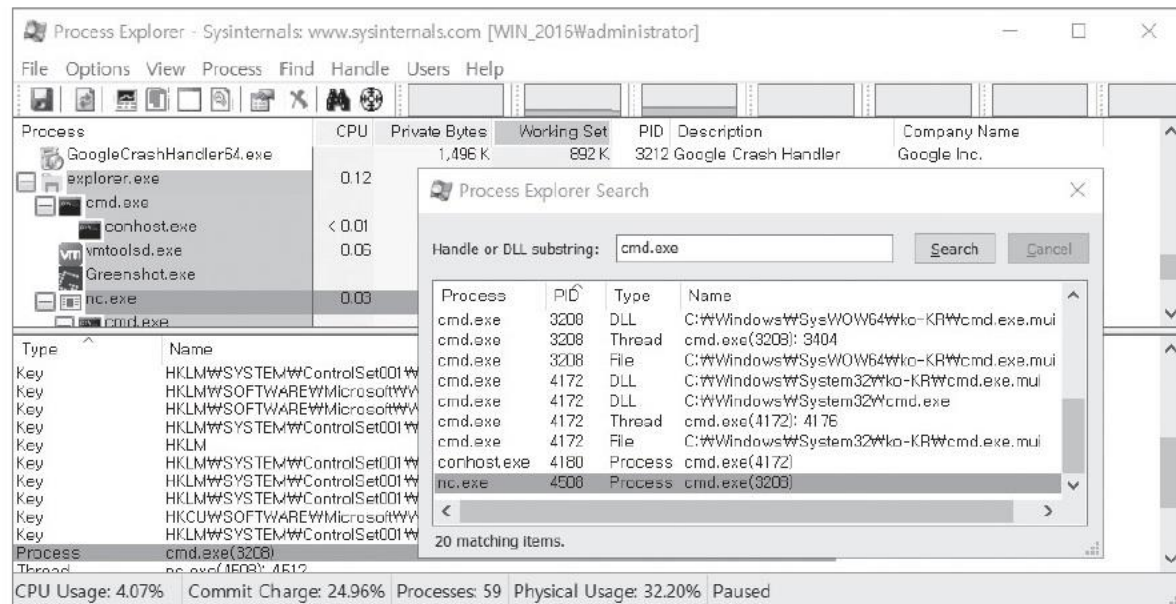 Process Explorer - Sysinternals: www.sysinternals.com [WIN_2016₩administrator]
File Options View Process Find Handle Users Help
Process CPU Private Bytes Working Set PID Description Company Name
GoogleCrashHandler64.exe 1,496 K 892 K 3212 Google Crash Handler Google Inc.
explorer.exe 0.12
cmd.exe
conhost.exe < 0.01
vmtoolsd.exe 0.06
Greenshot.exe
nc.exe 0.03
cmd.exe
Process Explorer Search
Handle or DLL substring: cmd.exe Search Cancel
Process PID Type Name
cmd.exe 3208 DLL C:₩Windows₩SysWOW64₩ko-KR₩cmd.exe.mui
cmd.exe 3208 Thread cmd.exe(3208): 3404
cmd.exe 3208 File C:₩Windows₩SysWOW64₩ko-KR₩cmd.exe.mui
cmd.exe 4172 DLL C:₩Windows₩System32₩ko-KR₩cmd.exe.mui
cmd.exe 4172 DLL C:₩Windows₩System32₩cmd.exe
cmd.exe 4172 Thread cmd.exe(4172): 4176
cmd.exe 4172 File C:₩Windows₩System32₩ko-KR₩cmd.exe.mui
conhost.exe 4180 Process cmd.exe(4172)
nc.exe 4508 Process cmd.exe(3208)
20 matching items.
Type Name
Key HKLM₩SYSTEM₩ControlSet001₩
Key HKLM₩SOFTWARE₩Microsoft₩
Key HKLM₩SOFTWARE₩Microsoft₩
Key HKLM₩SYSTEM₩ControlSet001₩
Key HKLM
Key HKLM₩SYSTEM₩ControlSet001₩
Key HKLM₩SYSTEM₩ControlSet001₩
Key HKLM₩SYSTEM₩ControlSet001₩
Key HKCU₩SOFTWARE₩Microsoft₩
Key HKLM₩SYSTEM₩ControlSet001₩
Process cmd.exe(3208)
Thread nc.exe(4508): 4512
CPU Usage: 4.07% Commit Charge: 24.96% Processes: 59 Physical Usage: 32.20% Paused